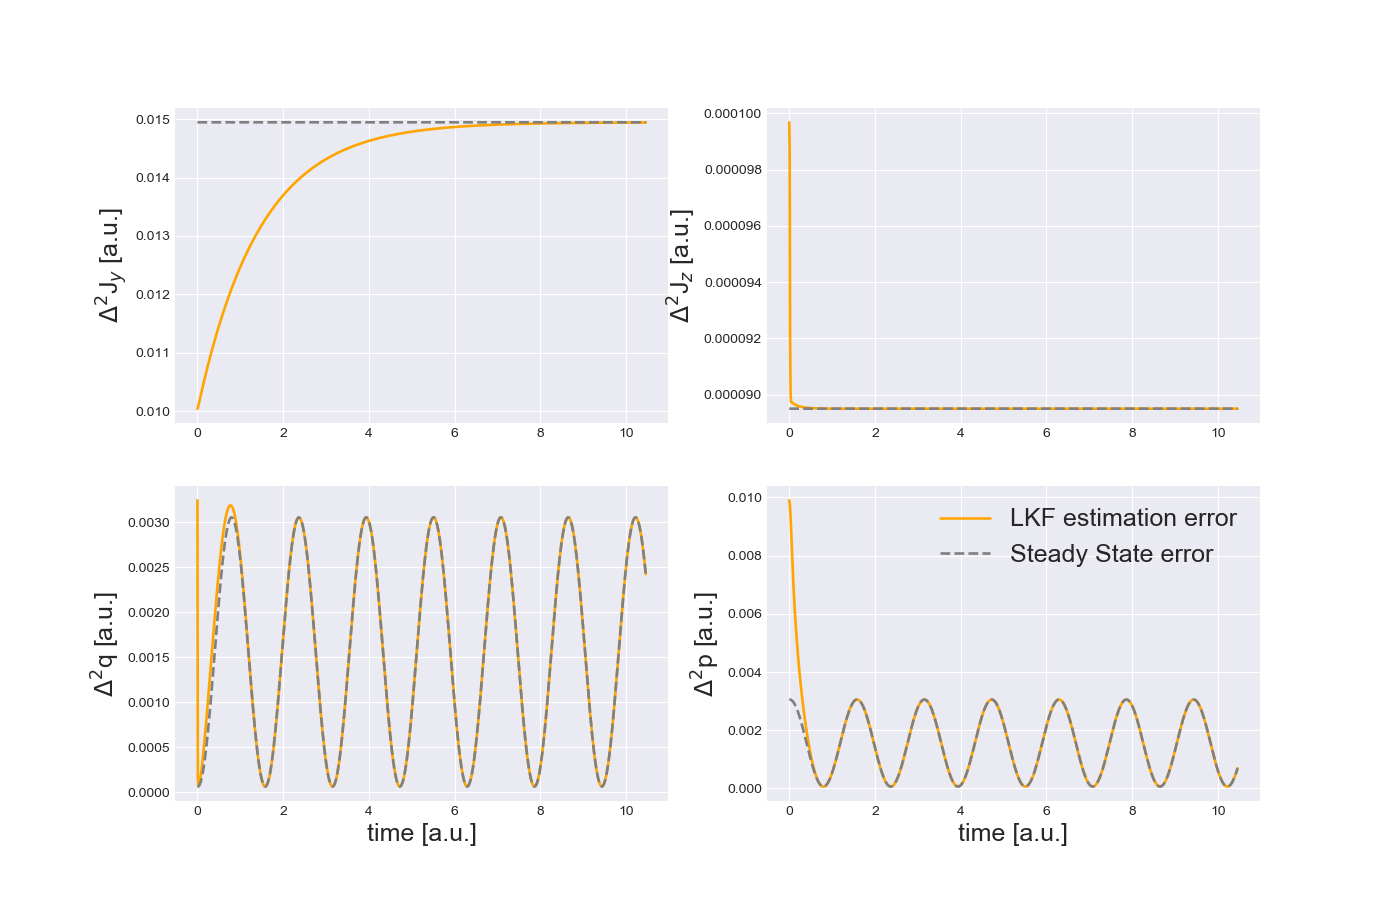 Δ² J_y [a.u.]
0.015
0.014
0.013
0.012
0.011
0.010
0 2 4 6 8 10
Δ² J_z [a.u.]
0.000100
0.000098
0.000096
0.000094
0.000092
0.000090
0 2 4 6 8 10
Δ²q [a.u.]
0.0030
0.0025
0.0020
0.0015
0.0010
0.0005
0.0000
0 2 4 6 8 10
time [a.u.]
Δ²p [a.u.]
0.010
0.008
0.006
0.004
0.002
0.000
LKF estimation error
Steady State error
0 2 4 6 8 10
time [a.u.]